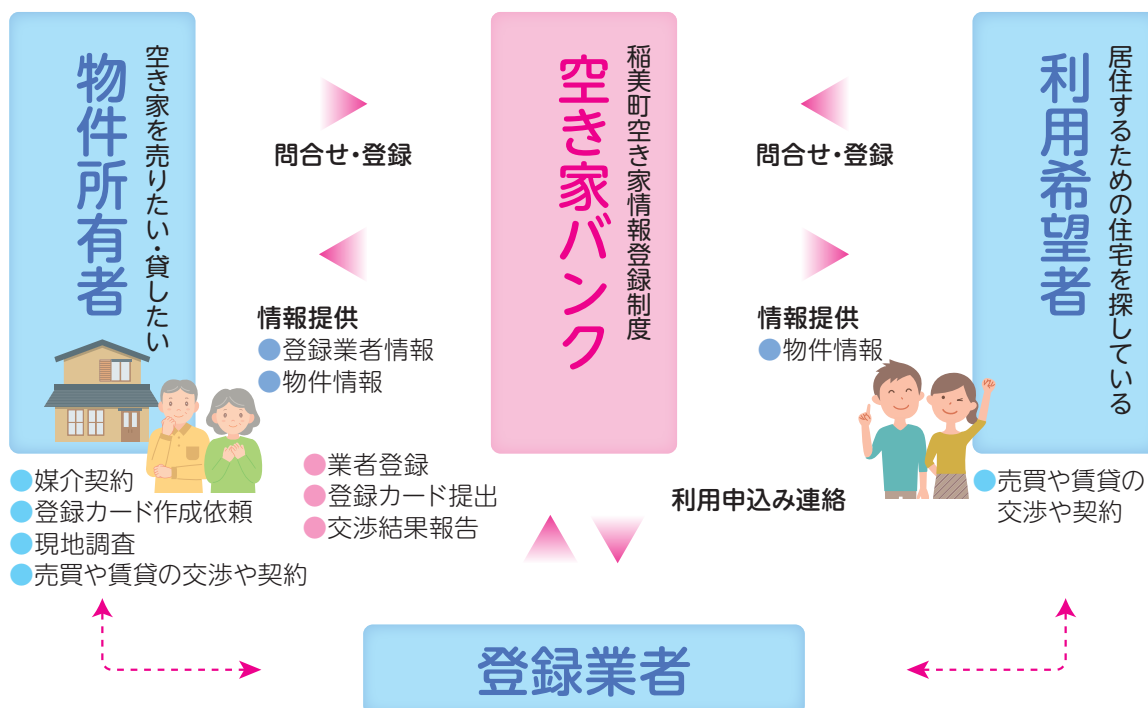 空き家を売りたい・貸したい
物件所有者
問合せ・登録
情報提供
●登録業者情報
●物件情報
稲美町空き家情報登録制度
空き家バンク
問合せ・登録
情報提供
●物件情報
居住するための住宅を探している
利用希望者
●媒介契約
●登録カード作成依頼
●現地調査
●売買や賃貸の交渉や契約
●業者登録
●登録カード提出
●交渉結果報告
利用申込み連絡
●売買や賃貸の
交渉や契約
登録業者